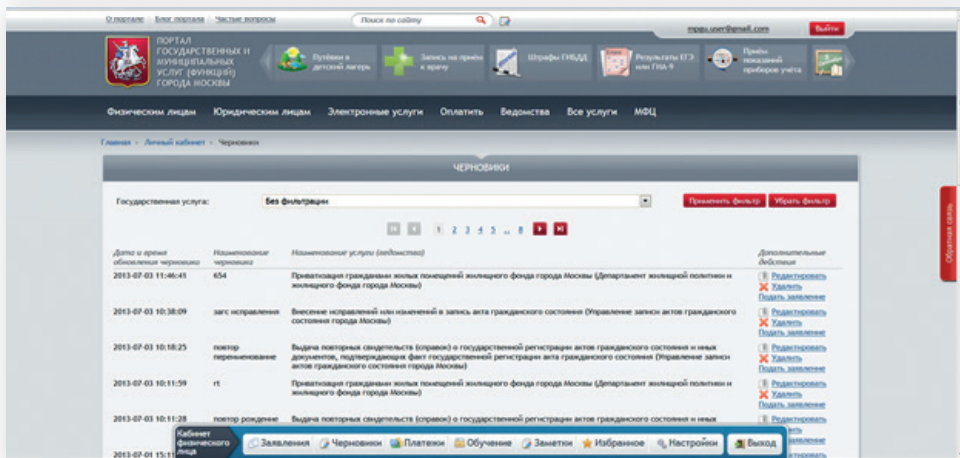 О портале Блог портала Частые вопросы
Поиск по сайту
mpgu.user@gmail.com
Выйти
ПОРТАЛ
ГОСУДАРСТВЕННЫХ И
МУНИЦИПАЛЬНЫХ
УСЛУГ (ФУНКЦИЙ)
ГОРОДА МОСКВЫ
Путёвки в
детский лагерь
Запись на приём
к врачу
Штрафы ГИБДД
Результаты ЕГЭ
или ГИА-9
Приём
показаний
приборов учёта
Физическим лицам Юридическим лицам Электронные услуги Оплатить Ведомства Все услуги МФЦ
Главная Личный кабинет Черновики
ЧЕРНОВИКИ
Государственная услуга: Без фильтрации Применить фильтр Убрать фильтр
1 2 3 4 5 .. 8
Обратная связь
Дата и время
обновления черновика
Наименование
черновика
Наименование услуги (ведомство)
Дополнительные
действия
2013-07-03 11:46:41 654 Приватизация гражданами жилых помещений жилищного фонда города Москвы (Департамент жилищной политики и
жилищного фонда города Москвы)
Редактировать
Удалить
Подать заявление
2013-07-03 10:38:09 загс исправления Внесение исправлений или изменений в запись акта гражданского состояния (Управление записи актов гражданского
состояния города Москвы)
Редактировать
Удалить
Подать заявление
2013-07-03 10:18:25 повтор
переименование
Выдача повторных свидетельств (справок) о государственной регистрации актов гражданского состояния и иных
документов, подтверждающих факт государственной регистрации акта гражданского состояния (Управление записи
актов гражданского состояния города Москвы)
Редактировать
Удалить
Подать заявление
2013-07-03 10:11:59 rt Приватизация гражданами жилых помещений жилищного фонда города Москвы (Департамент жилищной политики и
жилищного фонда города Москвы)
Редактировать
Удалить
Подать заявление
2013-07-03 10:11:28 повтор рождение Выдача повторных свидетельств (справок) о государственной регистрации актов гражданского состояния и иных
Редактировать
Кабинет
физического
лица
Заявления Черновики Платежи Обучение Заметки Избранное Настройки Выход
2013-07-01 15:11